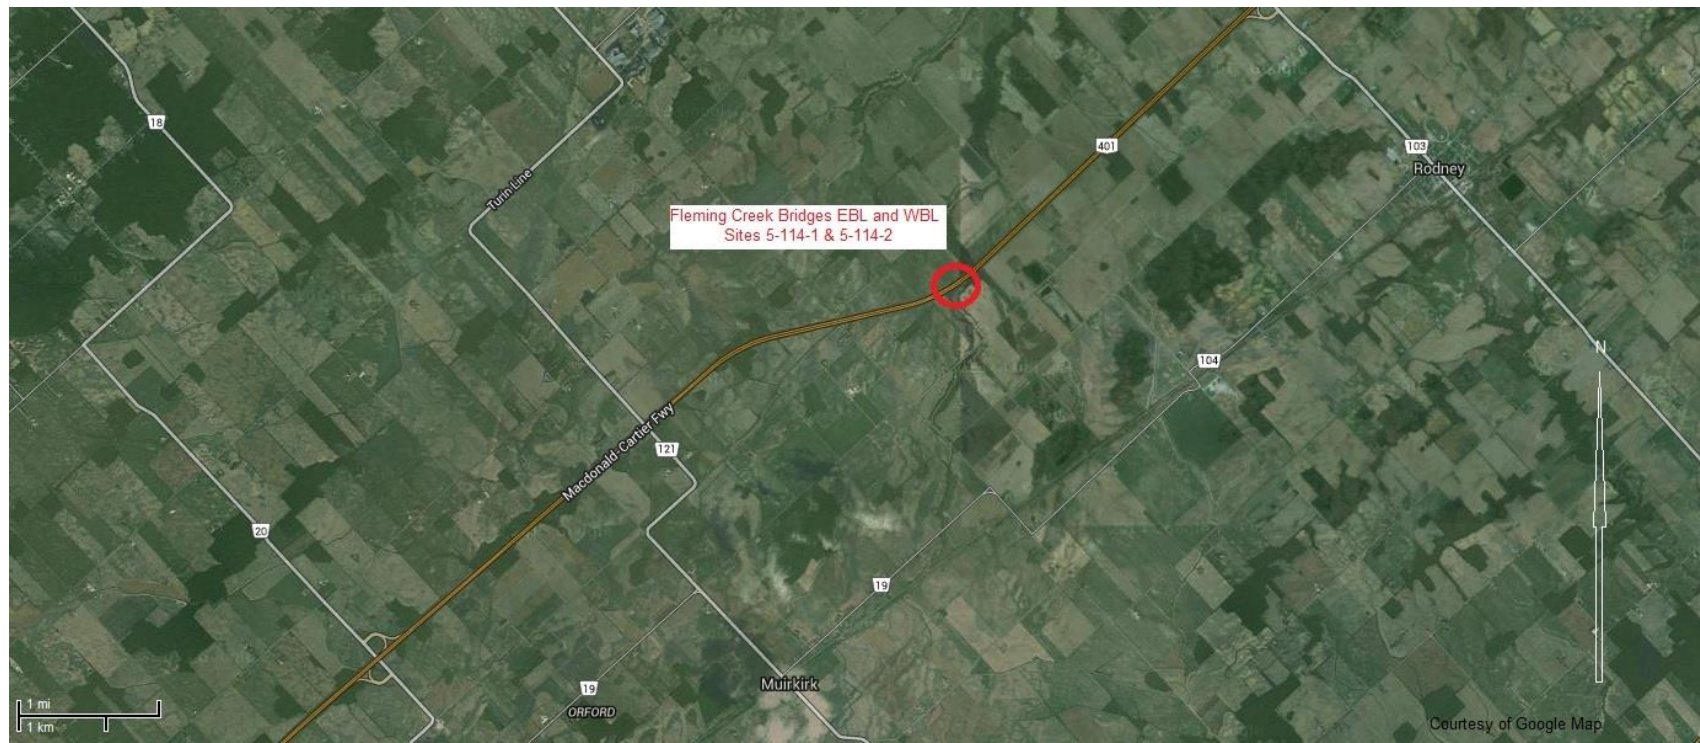 18
Turin Line
401
103
Rodney
Fleming Creek Bridges EBL and WBL
Sites 5-114-1 & 5-114-2
N
104
Macdonald-Cartier Fwy
121
20
19
Muirkirk
19
ORFORD
1 mi
1 km
Courtesy of Google Map